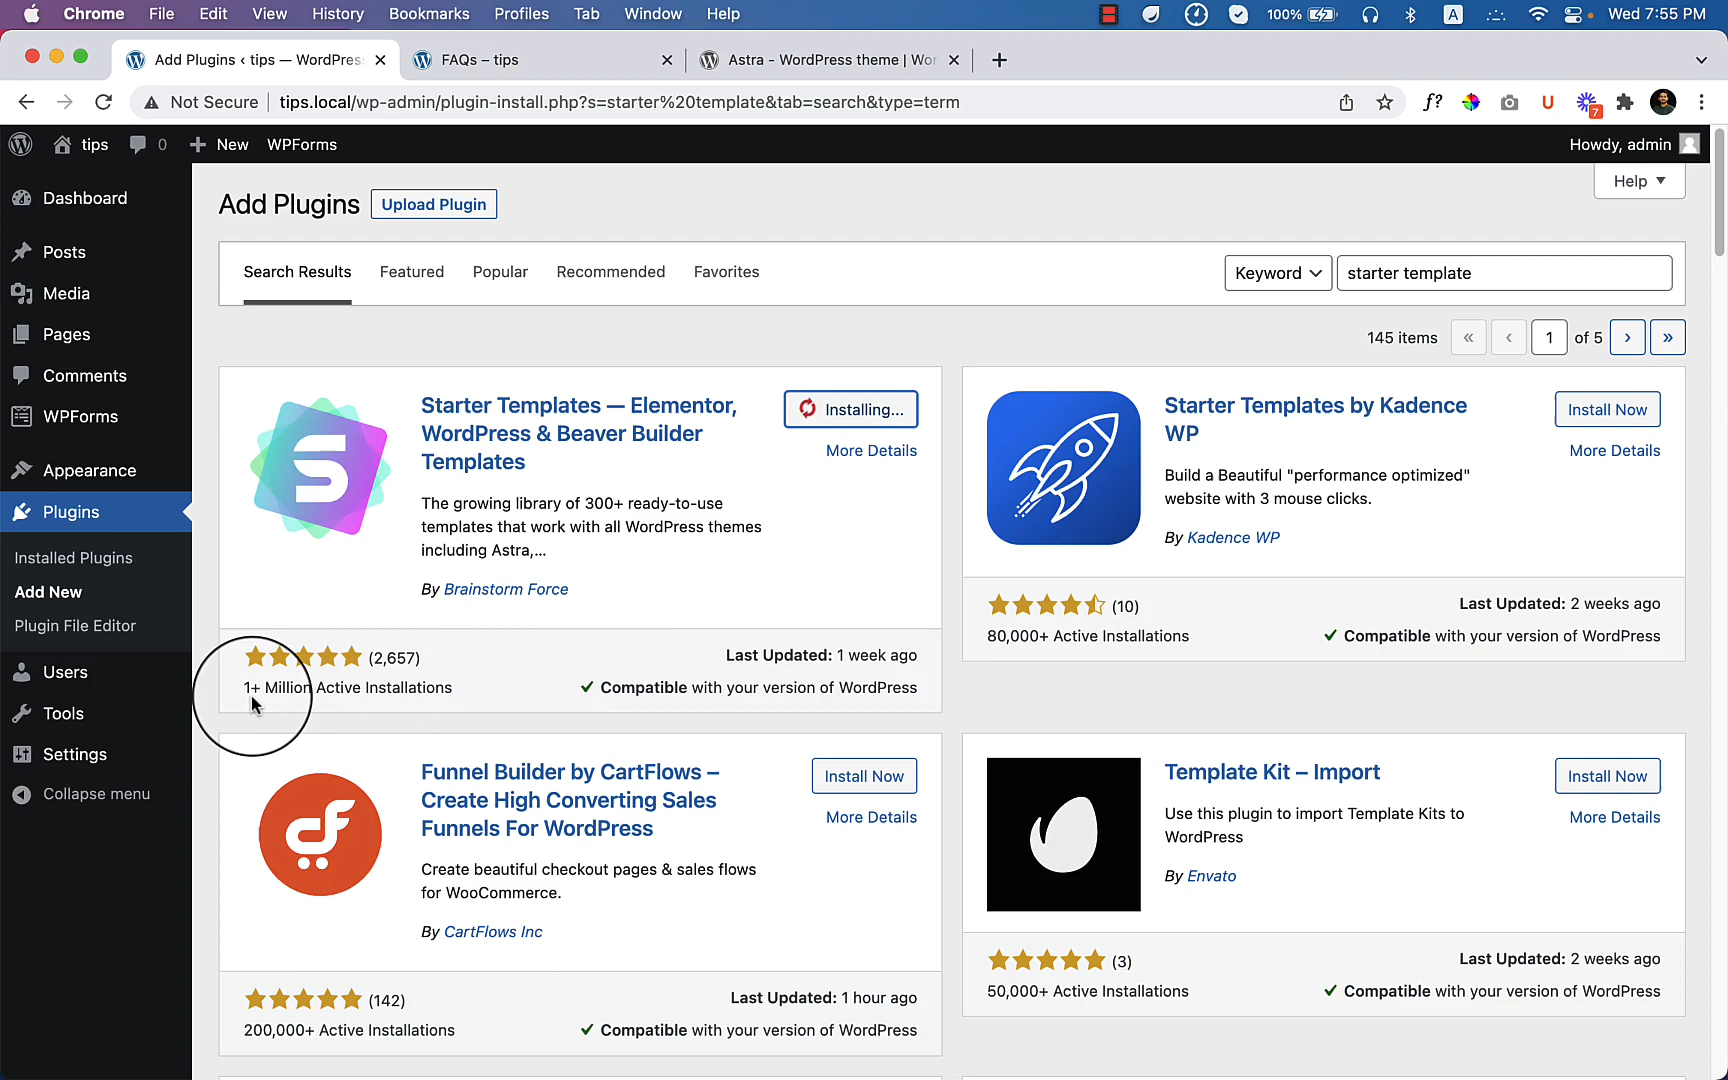 Chrome File Edit View History Bookmarks Profiles Tab Window Help 100% A Wed 7:55 PM
Add Plugins ‹ tips — WordPres FAQs – tips Astra - WordPress theme | Wor
Not Secure tips.local/wp-admin/plugin-install.php?s=starter%20template&tab=search&type=term f? U 7
tips 0 New WPForms Howdy, admin
Help
Dashboard
Posts
Media
Pages
Comments
WPForms
Appearance
Plugins
Installed Plugins
Add New
Plugin File Editor
Users
Tools
Settings
Collapse menu
Add Plugins Upload Plugin
Search Results Featured Popular Recommended Favorites Keyword starter template
145 items « ‹ 1 of 5 › »
Starter Templates — Elementor,
WordPress & Beaver Builder
Templates
Installing...
More Details
The growing library of 300+ ready-to-use
templates that work with all WordPress themes
including Astra,...
By Brainstorm Force
(2,657)
Last Updated: 1 week ago
1+ Million Active Installations
Compatible with your version of WordPress
Starter Templates by Kadence
WP
Install Now
More Details
Build a Beautiful "performance optimized"
website with 3 mouse clicks.
By Kadence WP
(10)
Last Updated: 2 weeks ago
80,000+ Active Installations
Compatible with your version of WordPress
Funnel Builder by CartFlows –
Create High Converting Sales
Funnels For WordPress
Install Now
More Details
Create beautiful checkout pages & sales flows
for WooCommerce.
By CartFlows Inc
(142)
Last Updated: 1 hour ago
200,000+ Active Installations
Compatible with your version of WordPress
Template Kit – Import
Install Now
More Details
Use this plugin to import Template Kits to
WordPress
By Envato
(3)
Last Updated: 2 weeks ago
50,000+ Active Installations
Compatible with your version of WordPress